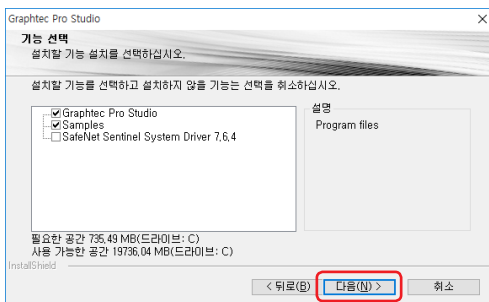 Graphtec Pro Studio
기능 선택
설치할 기능 설치를 선택하십시오.
설치할 기능를 선택하고 설치하지 않을 기능는 선택을 취소하십시오.
Graphtec Pro Studio
Samples
SafeNet Sentinel System Driver 7.6.4
설명
Program files
필요한 공간 735.49 MB(드라이브: C)
사용 가능한 공간 19736.04 MB(드라이브: C)
InstallShield
< 뒤로(B)
다음(N) >
취소